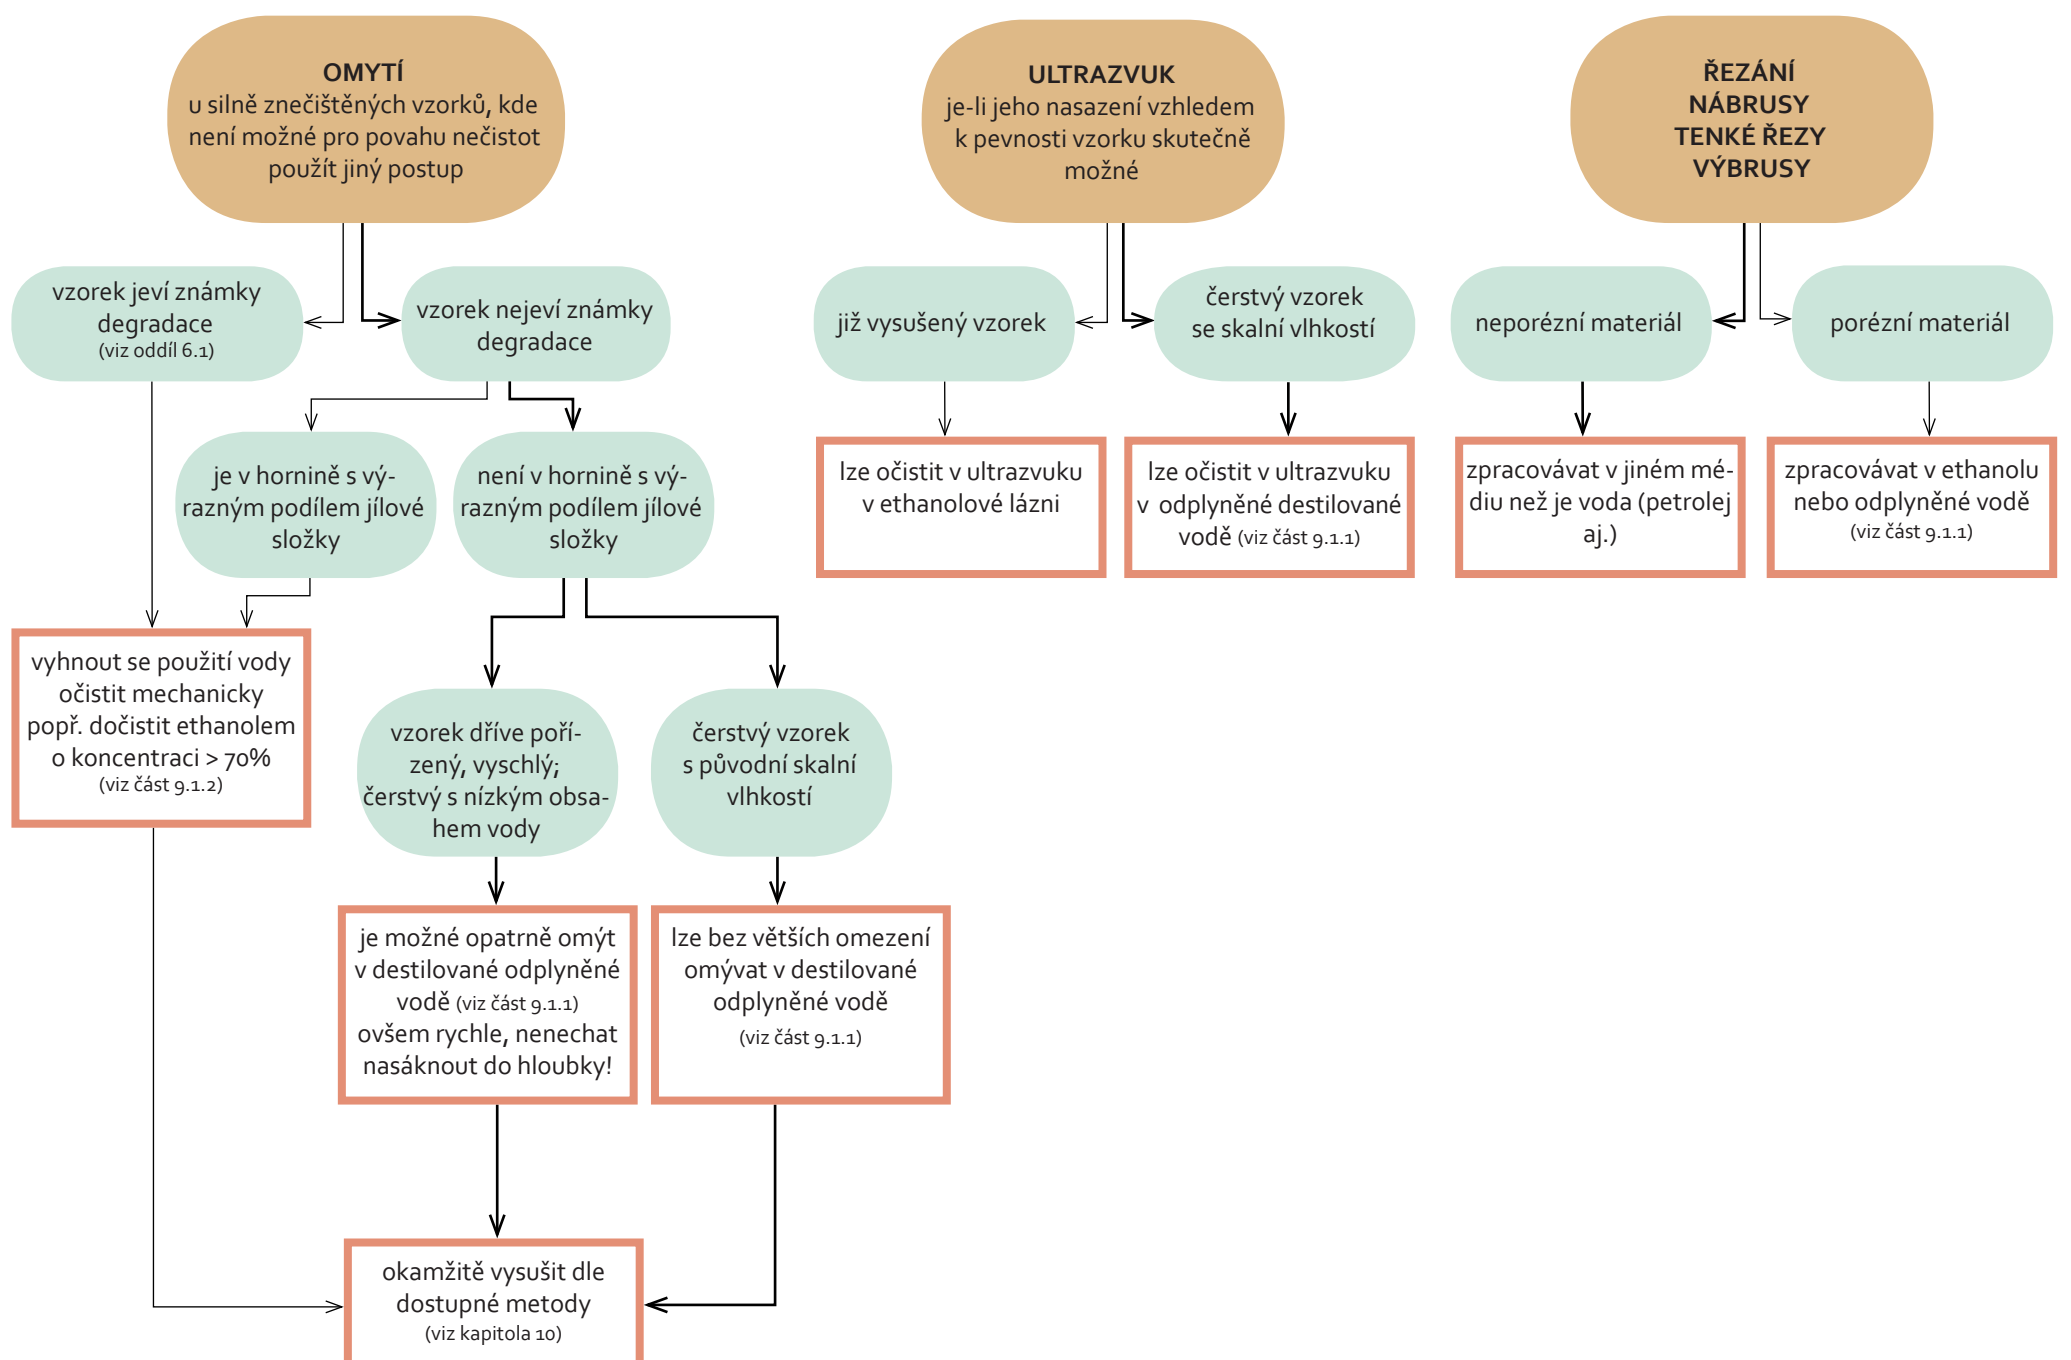 OMYTÍ
u silně znečištěných vzorků, kde
není možné pro povahu nečistot
použít jiný postup
ULTRAZVUK
je-li jeho nasazení vzhledem
k pevnosti vzorku skutečně
možné
ŘEZÁNÍ
NÁBRUSY
TENKÉ ŘEZY
VÝBRUSY
vzorek jeví známky
degradace
(viz oddíl 6.1)
vzorek nejeví známky
degradace
již vysušený vzorek
čerstvý vzorek
se skalní vlhkostí
neporézní materiál
porézní materiál
je v hornině s vý-
razným podílem jílové
složky
není v hornině s vý-
razným podílem jílové
složky
lze očistit v ultrazvuku
v ethanolové lázni
lze očistit v ultrazvuku
v odplyněné destilované
vodě (viz část 9.1.1)
zpracovávat v jiném mé-
diu než je voda (petrolej
aj.)
zpracovávat v ethanolu
nebo odplyněné vodě
(viz část 9.1.1)
vyhnout se použití vody
očistit mechanicky
popř. dočistit ethanolem
o koncentraci > 70%
(viz část 9.1.2)
vzorek dříve poří-
zený, vyschlý;
čerstvý s nízkým obsa-
hem vody
čerstvý vzorek
s původní skalní
vlhkostí
je možné opatrně omýt
v destilované odplyněné
vodě (viz část 9.1.1)
ovšem rychle, nenechat
nasáknout do hloubky!
lze bez větších omezení
omývat v destilované
odplyněné vodě
(viz část 9.1.1)
okamžitě vysušit dle
dostupné metody
(viz kapitola 10)